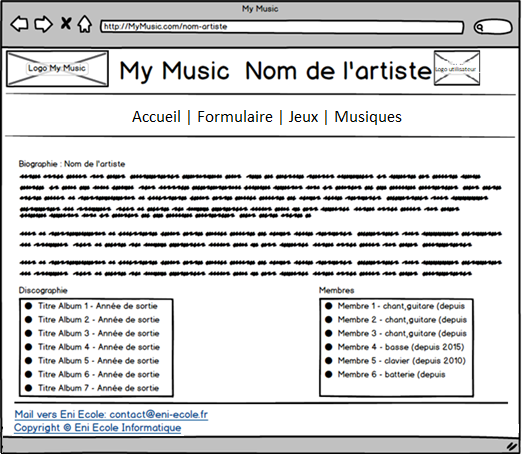 My Music
http://MyMusic.com/nom-artiste
Logo My Music
My Music Nom de l'artiste
Logo utilisateur
Accueil | Formulaire | Jeux | Musiques
Biographie : Nom de l'artiste
Discographie
Titre Album 1 - Année de sortie
Titre Album 2 - Année de sortie
Titre Album 3 - Année de sortie
Titre Album 4 - Année de sortie
Titre Album 5 - Année de sortie
Titre Album 6 - Année de sortie
Titre Album 7 - Année de sortie
Membres
Membre 1 - chant,guitare (depuis
Membre 2 - chant,guitare (depuis
Membre 3 - chant,guitare (depuis
Membre 4 - basse (depuis 2015)
Membre 5 - clavier (depuis 2010)
Membre 6 - batterie (depuis
Mail vers Eni Ecole: contact@eni-ecole.fr
Copyright © Eni Ecole Informatique